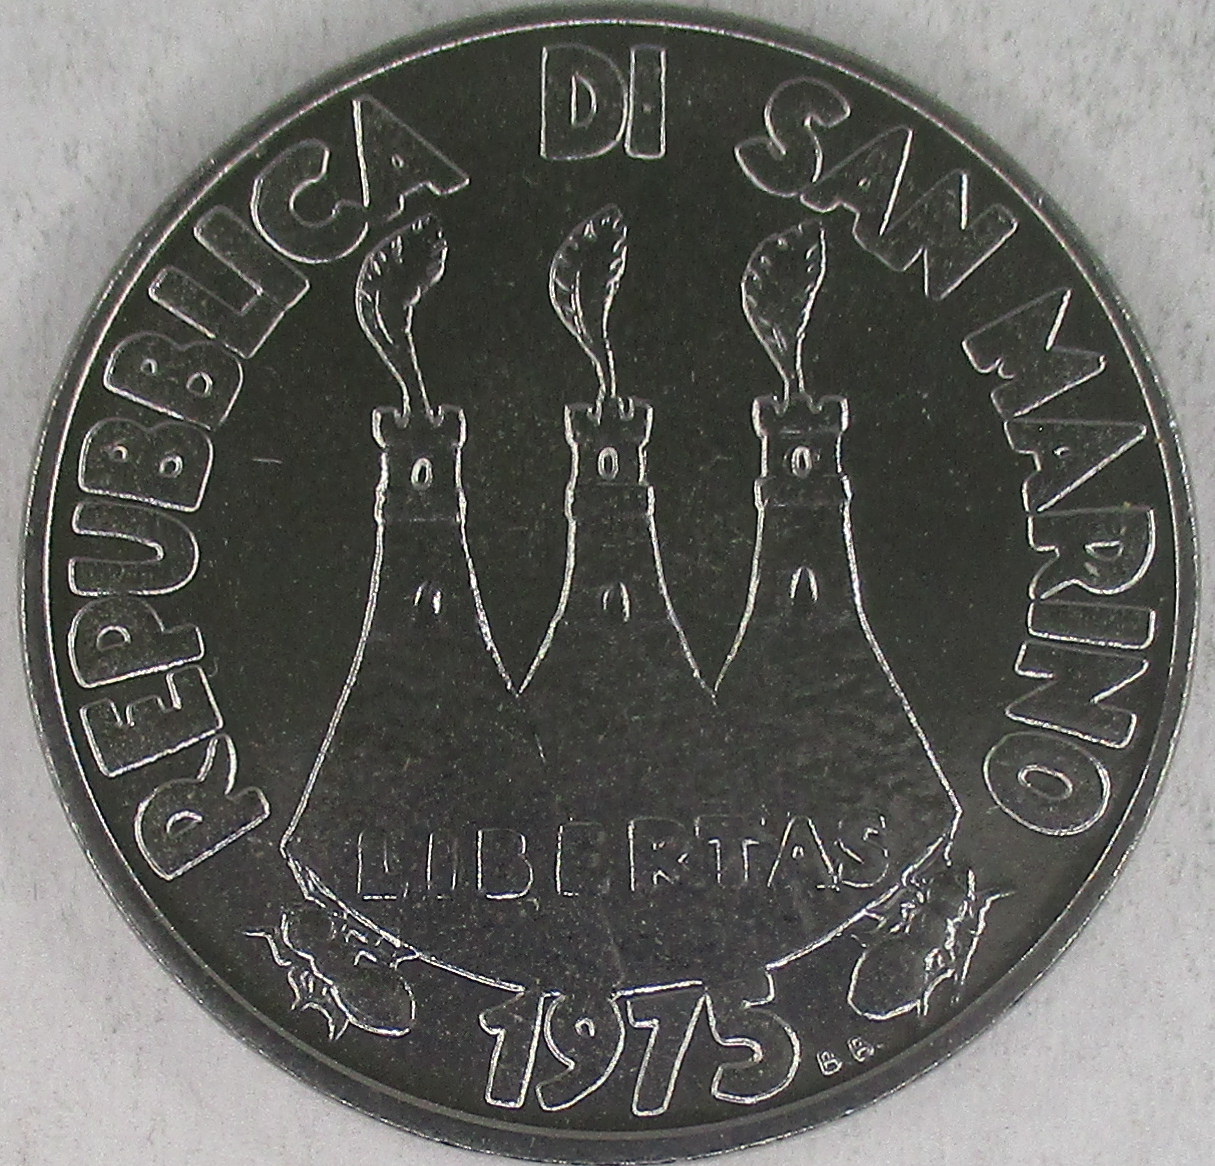 REPUBBLICA DI SAN MARINO
LIBERTAS
1975
B B.